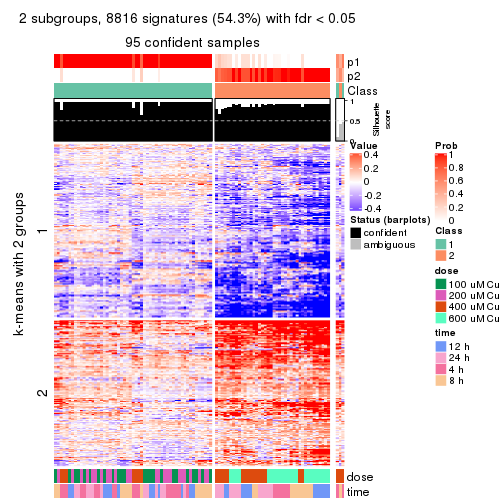 2 subgroups, 8816 signatures (54.3%) with fdr < 0.05
95 confident samples
p1
p2
Class
1
0.5
0
Silhouette
score
k-means with 2 groups
1
2
dose
time
Value
0.4
0.2
0
-0.2
-0.4
Status (barplots)
confident
ambiguous
Prob
1
0.8
0.6
0.4
0.2
0
Class
1
2
dose
100 uM Cu
200 uM Cu
400 uM Cu
600 uM Cu
time
12 h
24 h
4 h
8 h